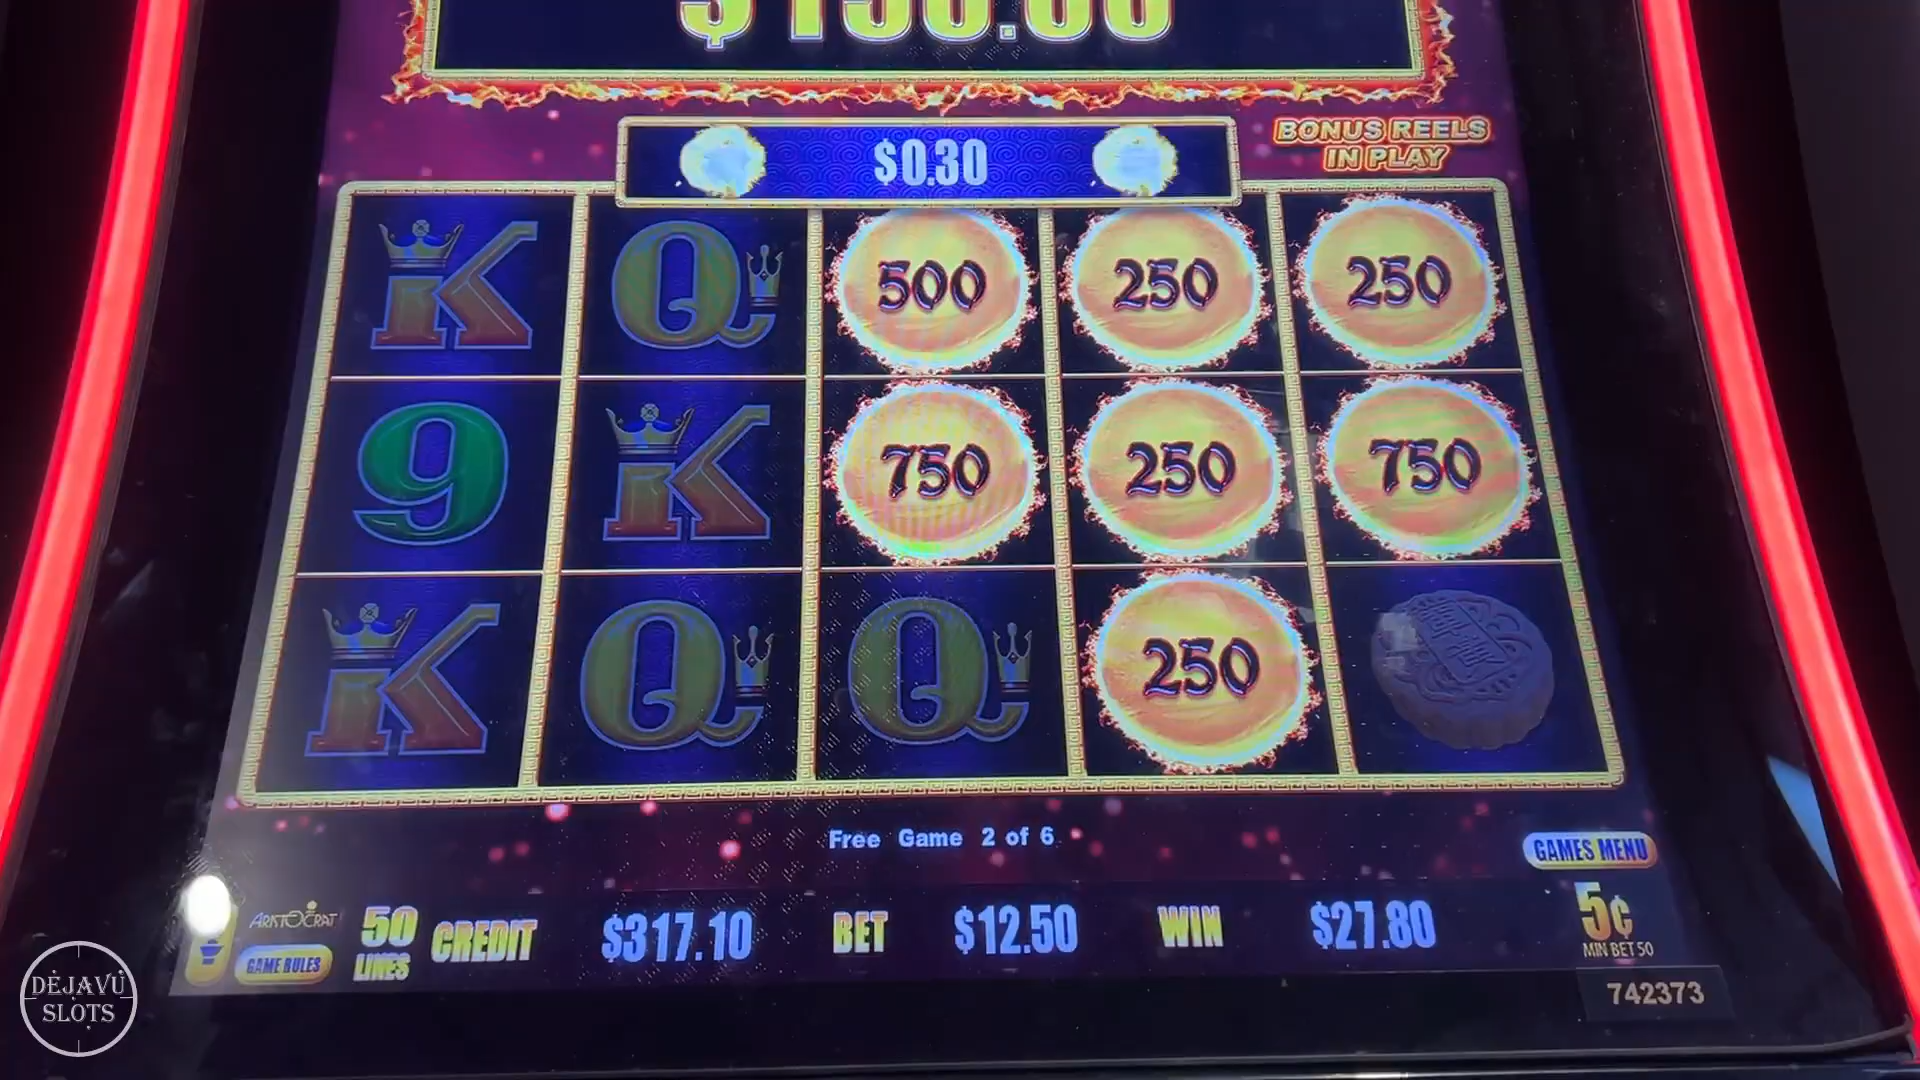 $0.30
BONUS REELS
IN PLAY
K Q 500 250 250
9 K 750 250 750
K Q Q 250
Free Game 2 of 6
GAMES MENU
ARISTOCRAT
GAME RULES
50
LINES
CREDIT $317.10 BET $12.50 WIN $27.80
5¢
MIN BET 50
742373
DEJAVU
SLOTS